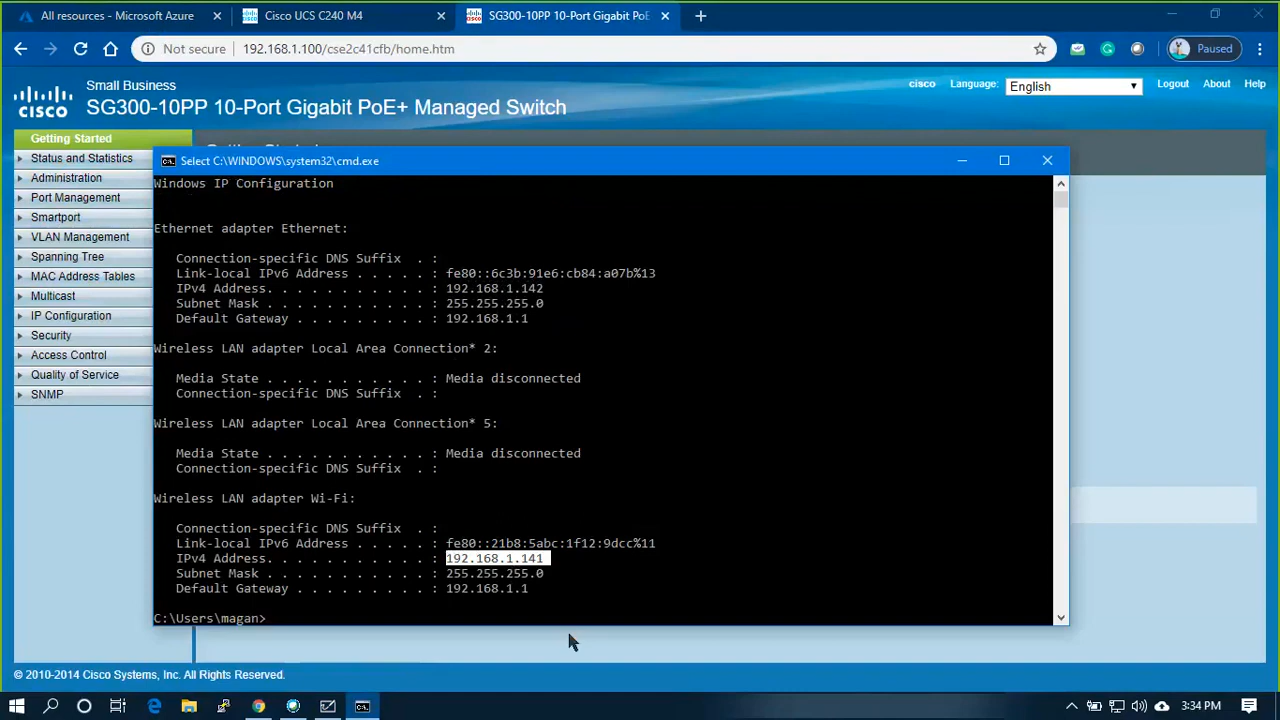 All resources - Microsoft Azure
Cisco UCS C240 M4
SG300-10PP 10-Port Gigabit PoE
Not secure
192.168.1.100/cse2c41cfb/home.htm
Paused
Small Business
cisco
SG300-10PP 10-Port Gigabit PoE+ Managed Switch
cisco Language: English Logout About Help
Getting Started
Status and Statistics
Administration
Port Management
Smartport
VLAN Management
Spanning Tree
MAC Address Tables
Multicast
IP Configuration
Security
Access Control
Quality of Service
SNMP
Select C:\WINDOWS\system32\cmd.exe
Windows IP Configuration
Ethernet adapter Ethernet:
Connection-specific DNS Suffix . :
Link-local IPv6 Address . . . . . : fe80::6c3b:91e6:cb84:a07b%13
IPv4 Address. . . . . . . . . . . : 192.168.1.142
Subnet Mask . . . . . . . . . . . : 255.255.255.0
Default Gateway . . . . . . . . . : 192.168.1.1
Wireless LAN adapter Local Area Connection* 2:
Media State . . . . . . . . . . . : Media disconnected
Connection-specific DNS Suffix . :
Wireless LAN adapter Local Area Connection* 5:
Media State . . . . . . . . . . . : Media disconnected
Connection-specific DNS Suffix . :
Wireless LAN adapter Wi-Fi:
Connection-specific DNS Suffix . :
Link-local IPv6 Address . . . . . : fe80::21b8:5abc:1f12:9dcc%11
IPv4 Address. . . . . . . . . . . : 192.168.1.141
Subnet Mask . . . . . . . . . . . : 255.255.255.0
Default Gateway . . . . . . . . . : 192.168.1.1
C:\Users\magan>
© 2010-2014 Cisco Systems, Inc. All Rights Reserved.
3:34 PM